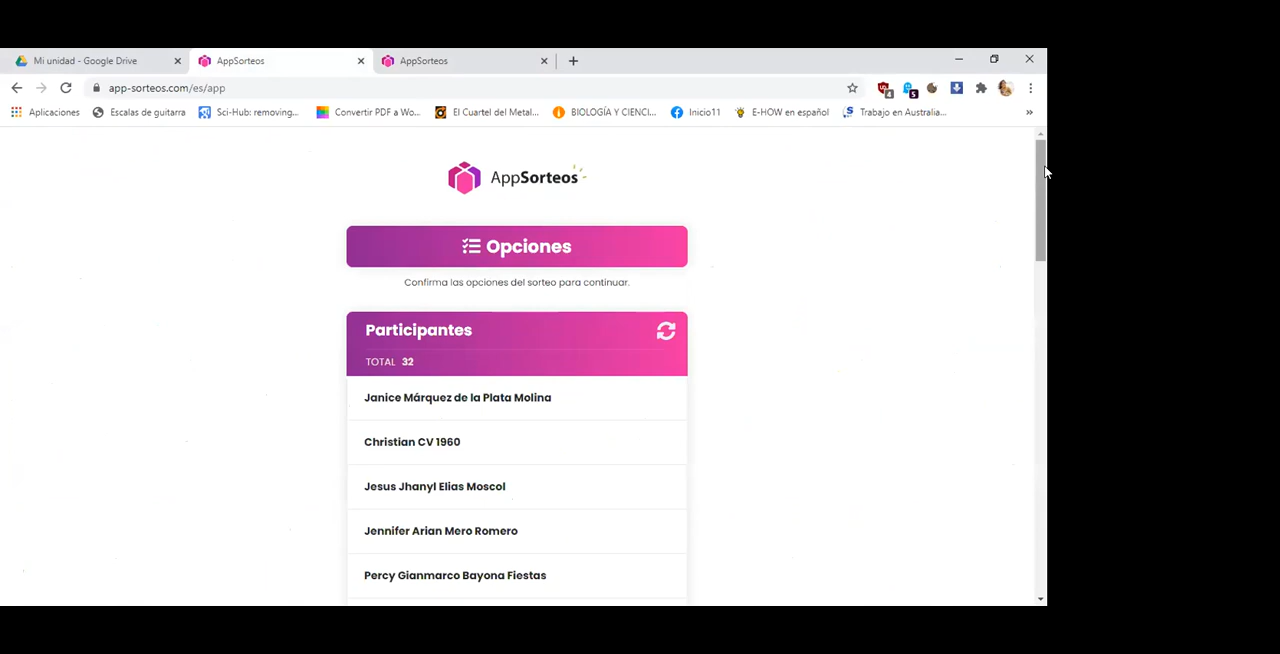 Mi unidad - Google Drive
AppSorteos
AppSorteos
app-sorteos.com/es/app
4
5
Aplicaciones
Escalas de guitarra
Sci-Hub: removing...
Convertir PDF a Wo...
El Cuartel del Metal...
BIOLOGÍA Y CIENCI...
Inicio11
E-HOW en español
Trabajo en Australia...
»
AppSorteos
Opciones
Confirma las opciones del sorteo para continuar.
Participantes
TOTAL 32
Janice Márquez de la Plata Molina
Christian CV 1960
Jesus Jhanyl Elias Moscol
Jennifer Arian Mero Romero
Percy Gianmarco Bayona Fiestas